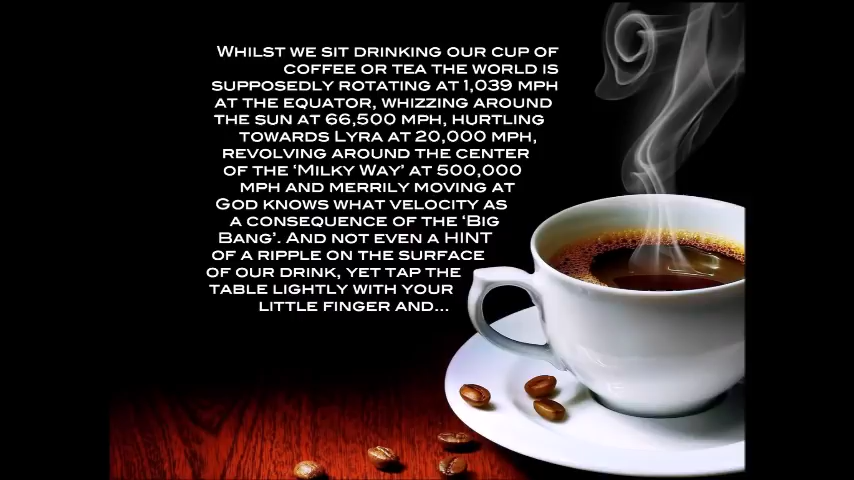 Whilst we sit drinking our cup of
coffee or tea the world is
supposedly rotating at 1,039 mph
at the equator, whizzing around
the sun at 66,500 mph, hurtling
towards Lyra at 20,000 mph,
revolving around the center
of the ‘Milky Way’ at 500,000
mph and merrily moving at
God knows what velocity as
a consequence of the ‘Big
Bang’. And not even a HINT
of a ripple on the surface
of our drink, yet tap the
table lightly with your
little finger and...